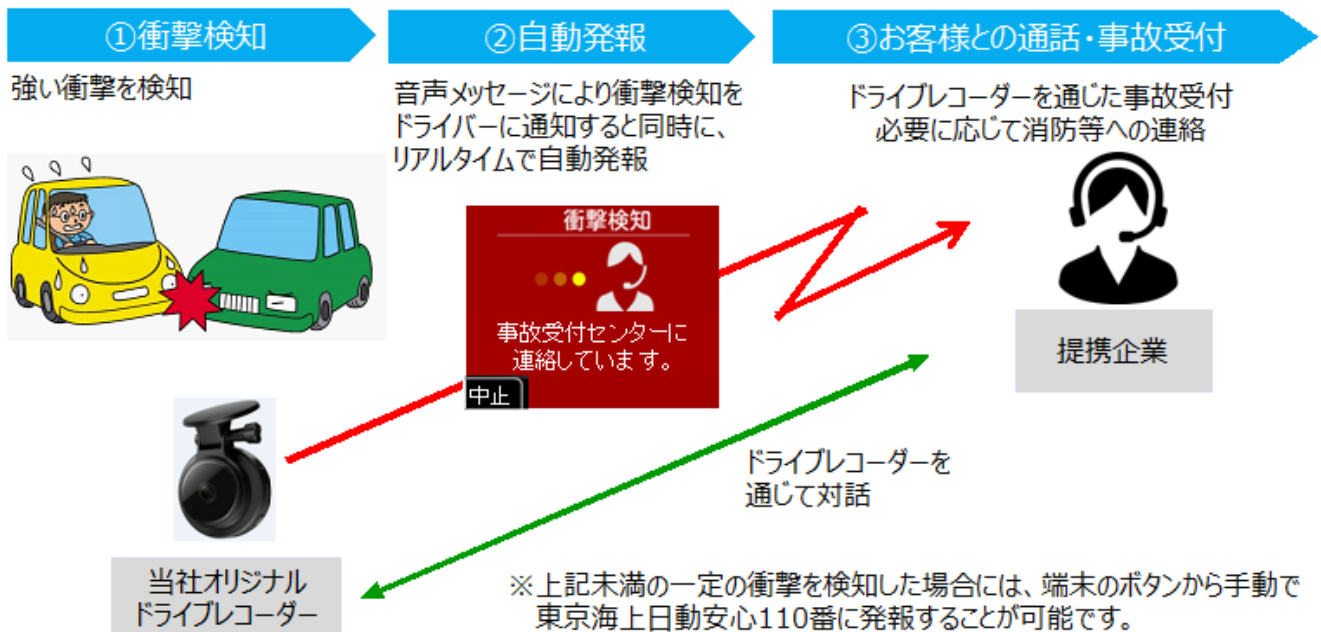 ①衝撃検知
②自動発報
③お客様との通話・事故受付
強い衝撃を検知
音声メッセージにより衝撃検知を
ドライバーに通知すると同時に、
リアルタイムで自動発報
ドライブレコーダーを通じた事故受付
必要に応じて消防等への連絡
衝撃検知
事故受付センターに
連絡しています。
中止
提携企業
ドライブレコーダーを
通じて対話
当社オリジナル
ドライブレコーダー
※上記未満の一定の衝撃を検知した場合には、端末のボタンから手動で
東京海上日動安心110番に発報することが可能です。